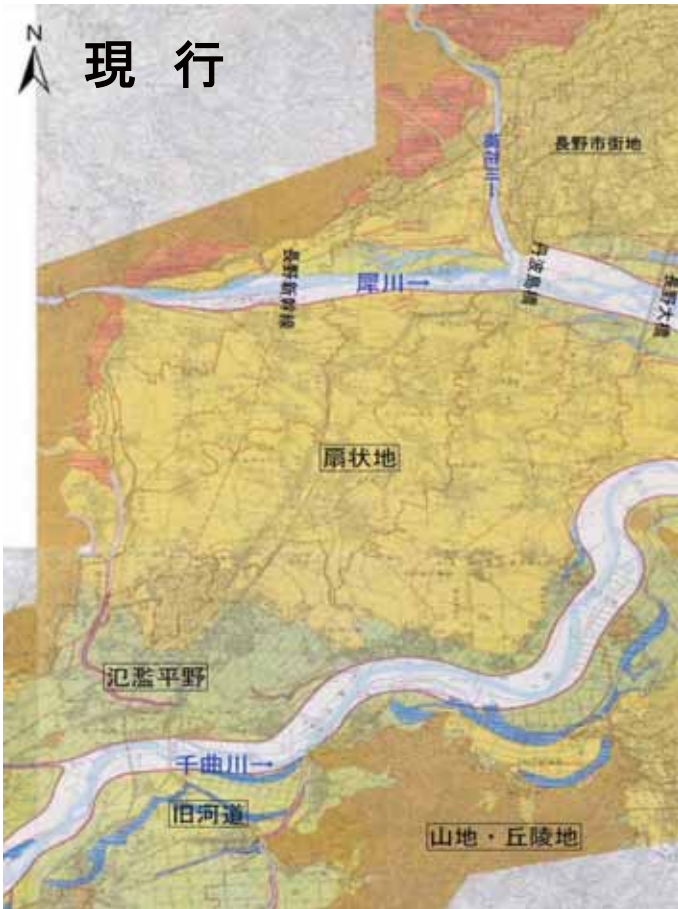 N
現 行
長野市街地
裾花川→
丹波島橋
長野新幹線
犀川→
長野大橋
扇状地
氾濫平野
千曲川→
旧河道
山地・丘陵地